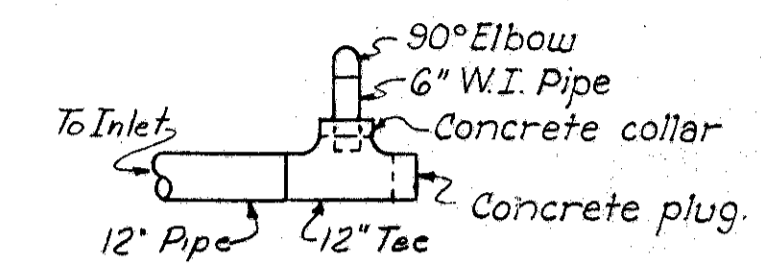 90° Elbow
6" W.I. Pipe
To Inlet
Concrete collar
Concrete plug.
12" Pipe
12" Tee